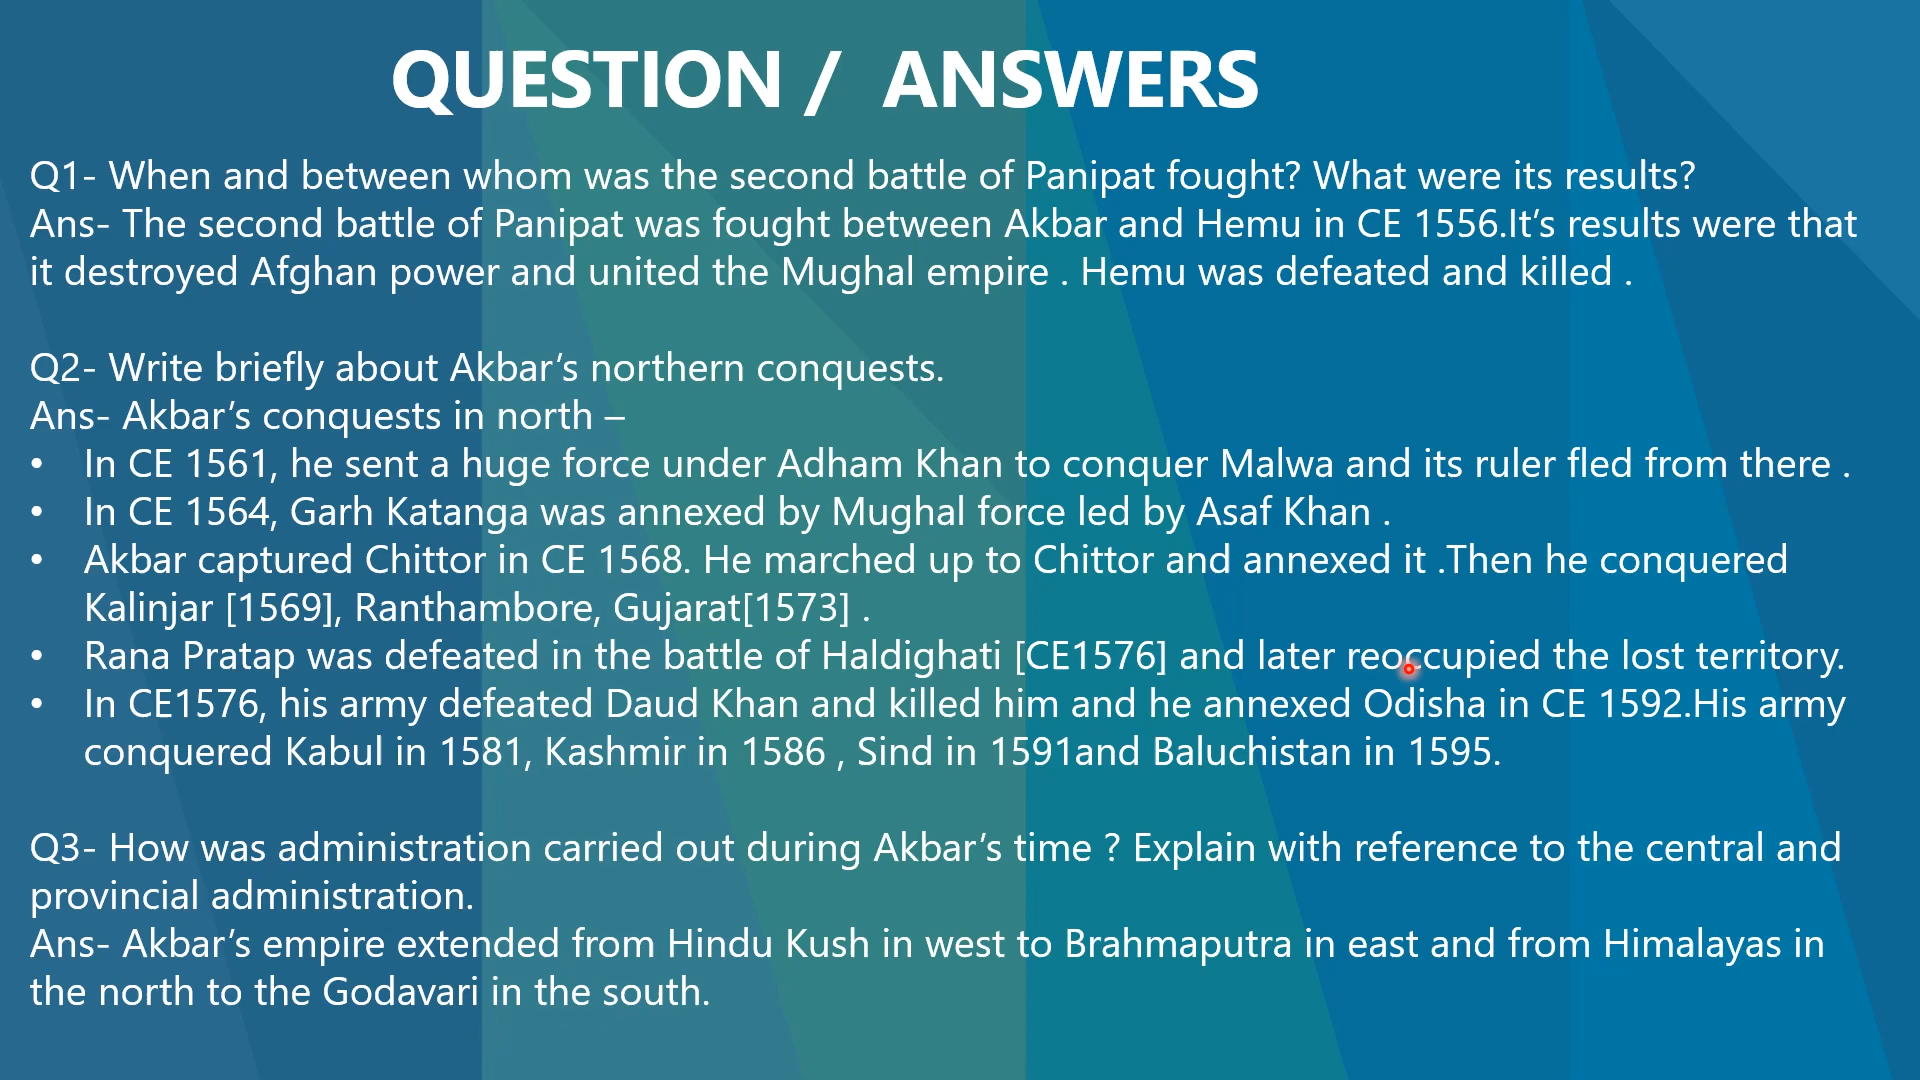 QUESTION / ANSWERS
Q1- When and between whom was the second battle of Panipat fought? What were its results?
Ans- The second battle of Panipat was fought between Akbar and Hemu in CE 1556.It’s results were that
it destroyed Afghan power and united the Mughal empire . Hemu was defeated and killed .
Q2- Write briefly about Akbar’s northern conquests.
Ans- Akbar’s conquests in north –
• In CE 1561, he sent a huge force under Adham Khan to conquer Malwa and its ruler fled from there .
• In CE 1564, Garh Katanga was annexed by Mughal force led by Asaf Khan .
• Akbar captured Chittor in CE 1568. He marched up to Chittor and annexed it .Then he conquered
Kalinjar [1569], Ranthambore, Gujarat[1573] .
• Rana Pratap was defeated in the battle of Haldighati [CE1576] and later reoccupied the lost territory.
• In CE1576, his army defeated Daud Khan and killed him and he annexed Odisha in CE 1592.His army
conquered Kabul in 1581, Kashmir in 1586 , Sind in 1591and Baluchistan in 1595.
Q3- How was administration carried out during Akbar’s time ? Explain with reference to the central and
provincial administration.
Ans- Akbar’s empire extended from Hindu Kush in west to Brahmaputra in east and from Himalayas in
the north to the Godavari in the south.